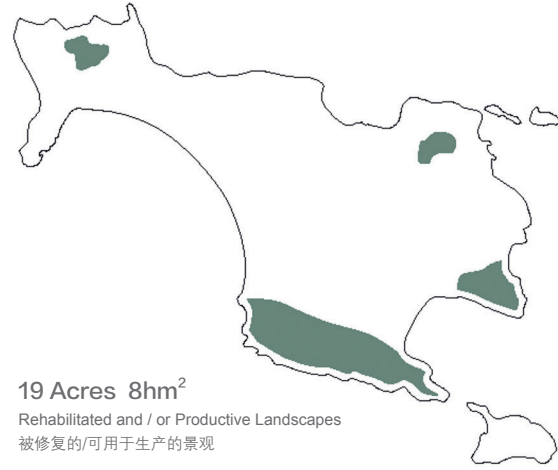 19 Acres 8hm²
Rehabilitated and / or Productive Landscapes
被修复的/可用于生产的景观